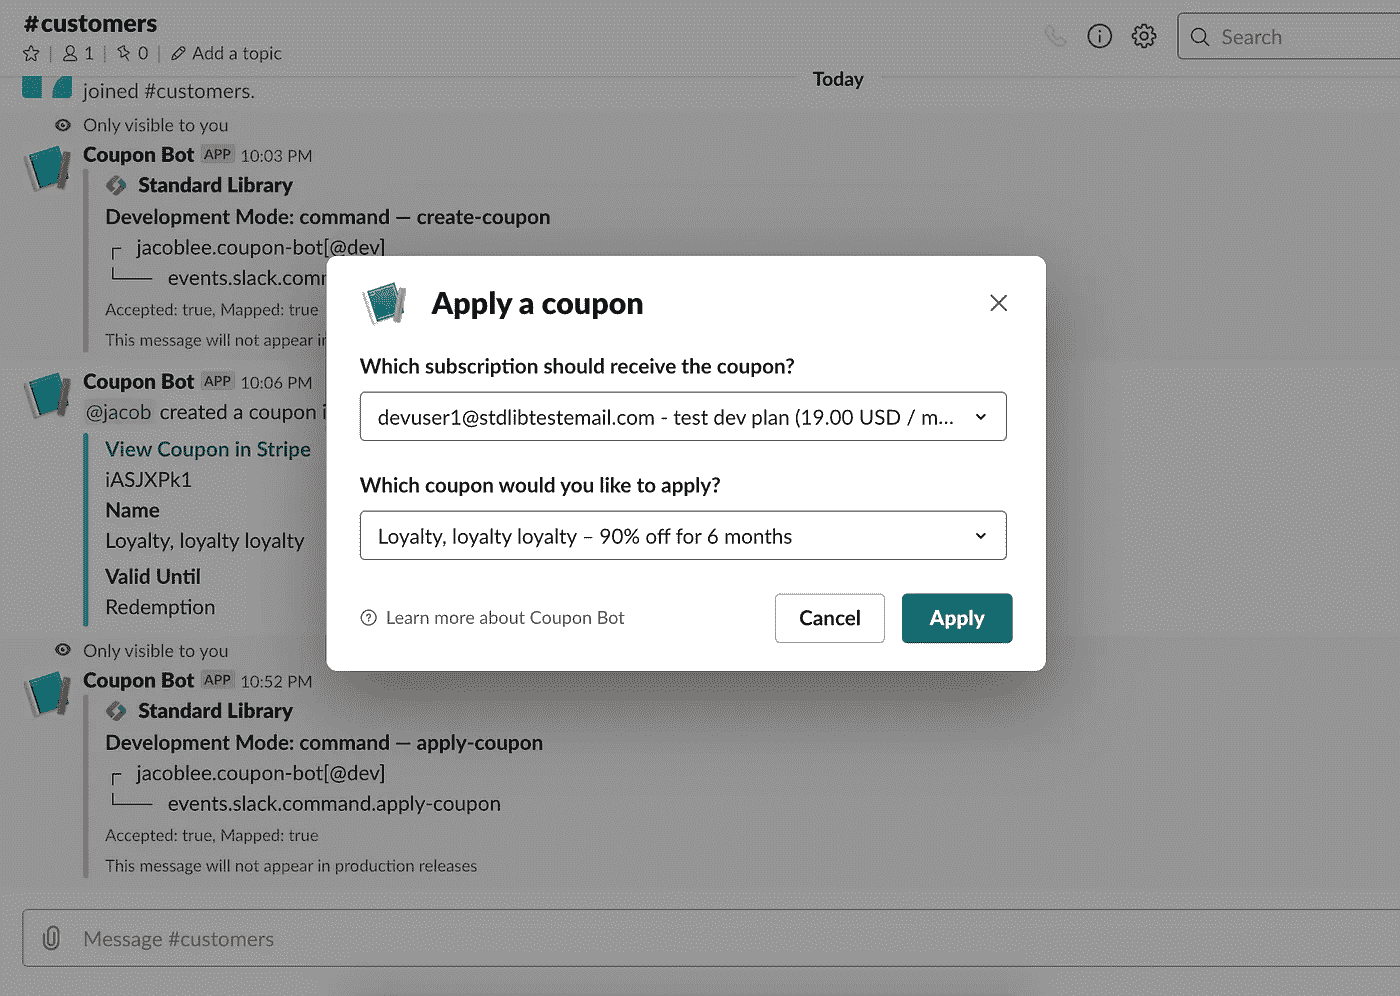 #customers
1 | 0 | Add a topic
Search
Today
joined #customers.
Only visible to you
Coupon Bot APP 10:03 PM
Standard Library
Development Mode: command — create-coupon
jacoblee.coupon-bot[@dev]
events.slack.comm
Accepted: true, Mapped: true
This message will not appear in
Coupon Bot APP 10:06 PM
@jacob created a coupon i
View Coupon in Stripe
iASJXPk1
Name
Loyalty, loyalty loyalty
Valid Until
Redemption
Only visible to you
Coupon Bot APP 10:52 PM
Standard Library
Development Mode: command — apply-coupon
jacoblee.coupon-bot[@dev]
events.slack.command.apply-coupon
Accepted: true, Mapped: true
This message will not appear in production releases
Message #customers
Apply a coupon
Which subscription should receive the coupon?
devuser1@stdlibtestemail.com - test dev plan (19.00 USD / m...
Which coupon would you like to apply?
Loyalty, loyalty loyalty – 90% off for 6 months
Learn more about Coupon Bot
Cancel
Apply